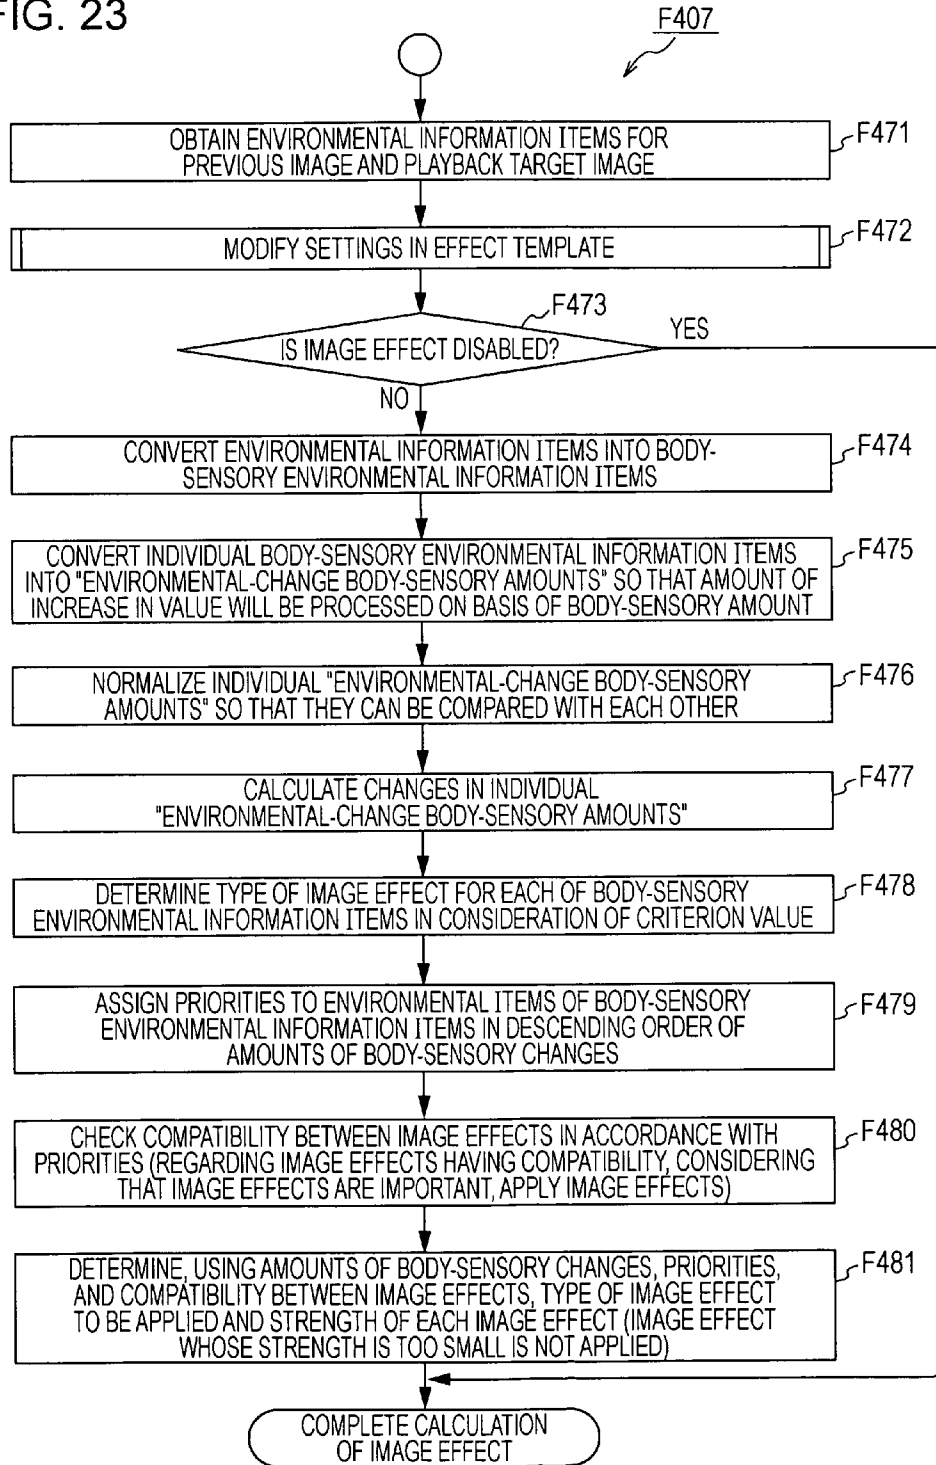 FIG. 23
F407
OBTAIN ENVIRONMENTAL INFORMATION ITEMS FOR
PREVIOUS IMAGE AND PLAYBACK TARGET IMAGE
F471
MODIFY SETTINGS IN EFFECT TEMPLATE
F472
F473
IS IMAGE EFFECT DISABLED?
YES
NO
CONVERT ENVIRONMENTAL INFORMATION ITEMS INTO BODY-
SENSORY ENVIRONMENTAL INFORMATION ITEMS
F474
CONVERT INDIVIDUAL BODY-SENSORY ENVIRONMENTAL INFORMATION ITEMS
INTO "ENVIRONMENTAL-CHANGE BODY-SENSORY AMOUNTS" SO THAT AMOUNT OF
INCREASE IN VALUE WILL BE PROCESSED ON BASIS OF BODY-SENSORY AMOUNT
F475
NORMALIZE INDIVIDUAL "ENVIRONMENTAL-CHANGE BODY-SENSORY
AMOUNTS" SO THAT THEY CAN BE COMPARED WITH EACH OTHER
F476
CALCULATE CHANGES IN INDIVIDUAL
"ENVIRONMENTAL-CHANGE BODY-SENSORY AMOUNTS"
F477
DETERMINE TYPE OF IMAGE EFFECT FOR EACH OF BODY-SENSORY
ENVIRONMENTAL INFORMATION ITEMS IN CONSIDERATION OF CRITERION VALUE
F478
ASSIGN PRIORITIES TO ENVIRONMENTAL ITEMS OF BODY-SENSORY
ENVIRONMENTAL INFORMATION ITEMS IN DESCENDING ORDER OF
AMOUNTS OF BODY-SENSORY CHANGES
F479
CHECK COMPATIBILITY BETWEEN IMAGE EFFECTS IN ACCORDANCE WITH
PRIORITIES (REGARDING IMAGE EFFECTS HAVING COMPATIBILITY, CONSIDERING
THAT IMAGE EFFECTS ARE IMPORTANT, APPLY IMAGE EFFECTS)
F480
DETERMINE, USING AMOUNTS OF BODY-SENSORY CHANGES, PRIORITIES,
AND COMPATIBILITY BETWEEN IMAGE EFFECTS, TYPE OF IMAGE EFFECT
TO BE APPLIED AND STRENGTH OF EACH IMAGE EFFECT (IMAGE EFFECT
WHOSE STRENGTH IS TOO SMALL IS NOT APPLIED)
F481
COMPLETE CALCULATION
OF IMAGE EFFECT